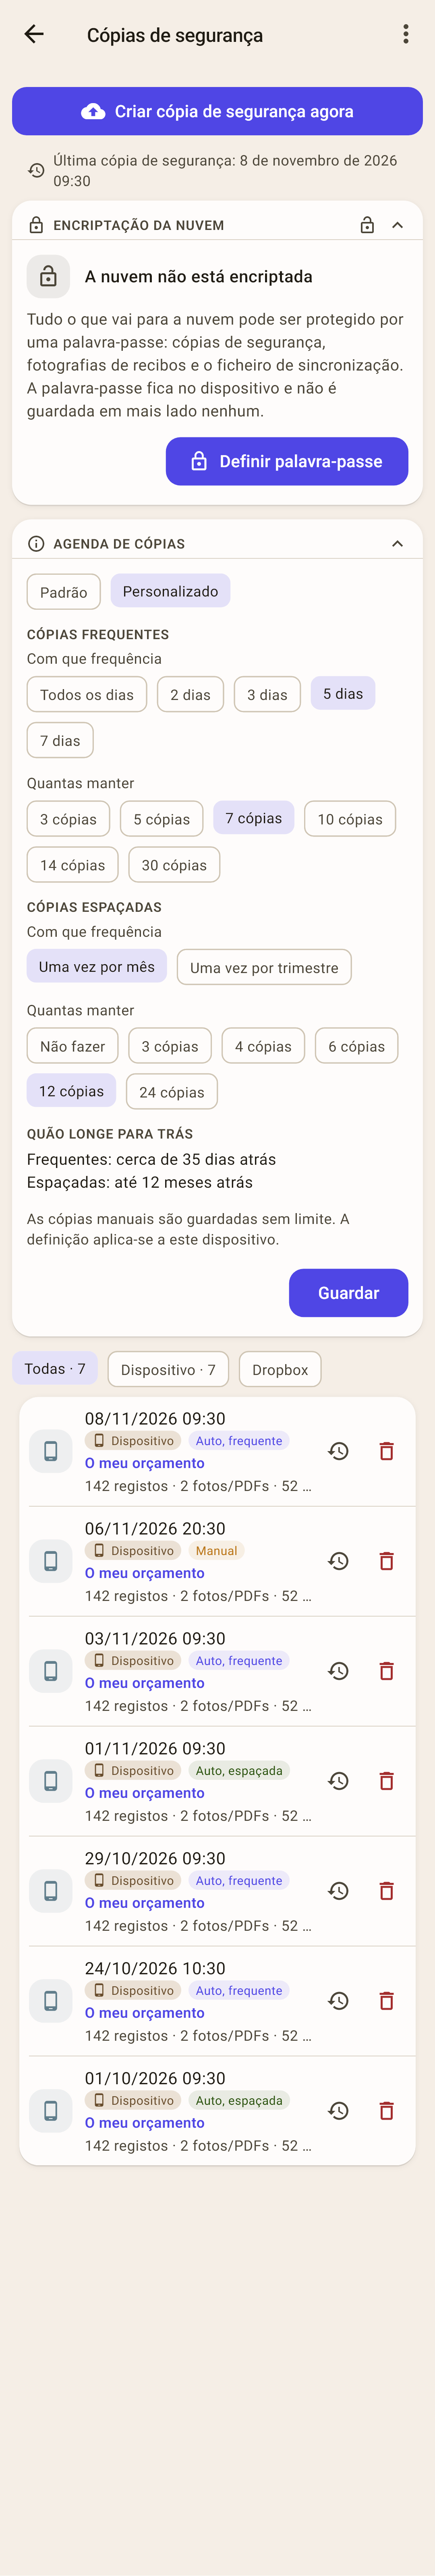 Cópias de segurança
Criar cópia de segurança agora
Última cópia de segurança: 8 de novembro de 2026
09:30
ENCRIPTAÇÃO DA NUVEM
A nuvem não está encriptada
Tudo o que vai para a nuvem pode ser protegido por
uma palavra-passe: cópias de segurança,
fotografias de recibos e o ficheiro de sincronização.
A palavra-passe fica no dispositivo e não é
guardada em mais lado nenhum.
Definir palavra-passe
AGENDA DE CÓPIAS
Padrão
Personalizado
CÓPIAS FREQUENTES
Com que frequência
Todos os dias
2 dias
3 dias
5 dias
7 dias
Quantas manter
3 cópias
5 cópias
7 cópias
10 cópias
14 cópias
30 cópias
CÓPIAS ESPAÇADAS
Com que frequência
Uma vez por mês
Uma vez por trimestre
Quantas manter
Não fazer
3 cópias
4 cópias
6 cópias
12 cópias
24 cópias
QUÃO LONGE PARA TRÁS
Frequentes: cerca de 35 dias atrás
Espaçadas: até 12 meses atrás
As cópias manuais são guardadas sem limite. A
definição aplica-se a este dispositivo.
Guardar
Todas · 7
Dispositivo · 7
Dropbox
08/11/2026 09:30
Dispositivo
Auto, frequente
O meu orçamento
142 registos · 2 fotos/PDFs · 52 ...
06/11/2026 20:30
Dispositivo
Manual
O meu orçamento
142 registos · 2 fotos/PDFs · 52 ...
03/11/2026 09:30
Dispositivo
Auto, frequente
O meu orçamento
142 registos · 2 fotos/PDFs · 52 ...
01/11/2026 09:30
Dispositivo
Auto, espaçada
O meu orçamento
142 registos · 2 fotos/PDFs · 52 ...
29/10/2026 09:30
Dispositivo
Auto, frequente
O meu orçamento
142 registos · 2 fotos/PDFs · 52 ...
24/10/2026 10:30
Dispositivo
Auto, frequente
O meu orçamento
142 registos · 2 fotos/PDFs · 52 ...
01/10/2026 09:30
Dispositivo
Auto, espaçada
O meu orçamento
142 registos · 2 fotos/PDFs · 52 ...